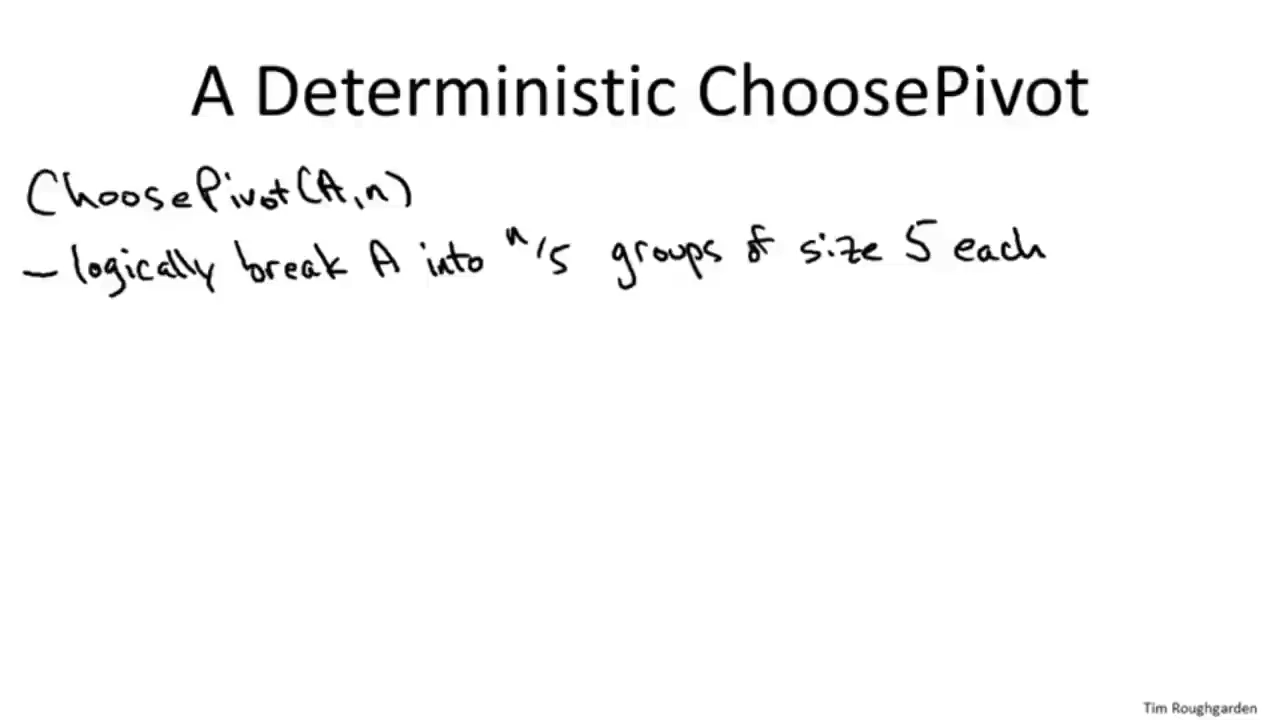 A Deterministic ChoosePivot
ChoosePivot(A,n)
- logically break A into n/5 groups of size 5 each
Tim Roughgarden